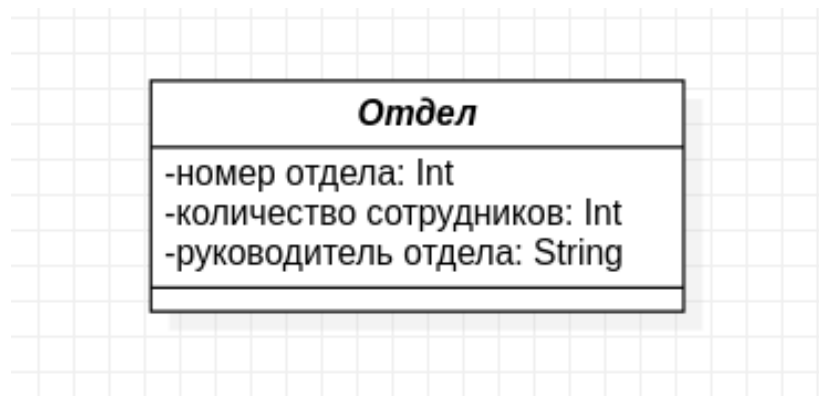 Отдел
-номер отдела: Int
-количество сотрудников: Int
-руководитель отдела: String